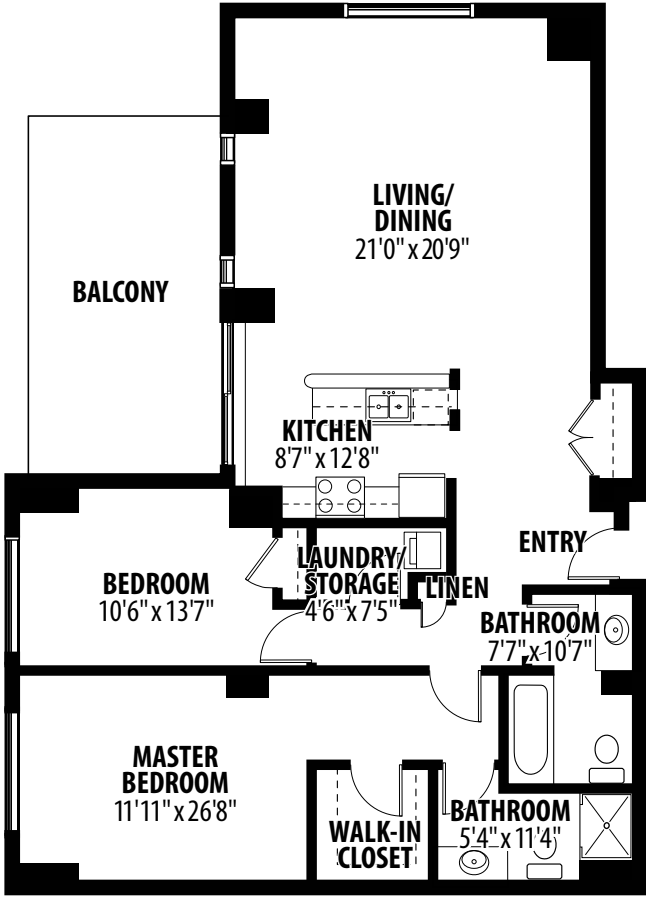 LIVING/
DINING
21'0" x 20'9"
BALCONY
KITCHEN
8'7" x 12'8"
ENTRY
LAUNDRY/
STORAGE
4'6" x 7'5"
LINEN
BEDROOM
10'6" x 13'7"
BATHROOM
7'7" x 10'7"
MASTER
BEDROOM
11'11" x 26'8"
WALK-IN
CLOSET
BATHROOM
5'4" x 11'4"